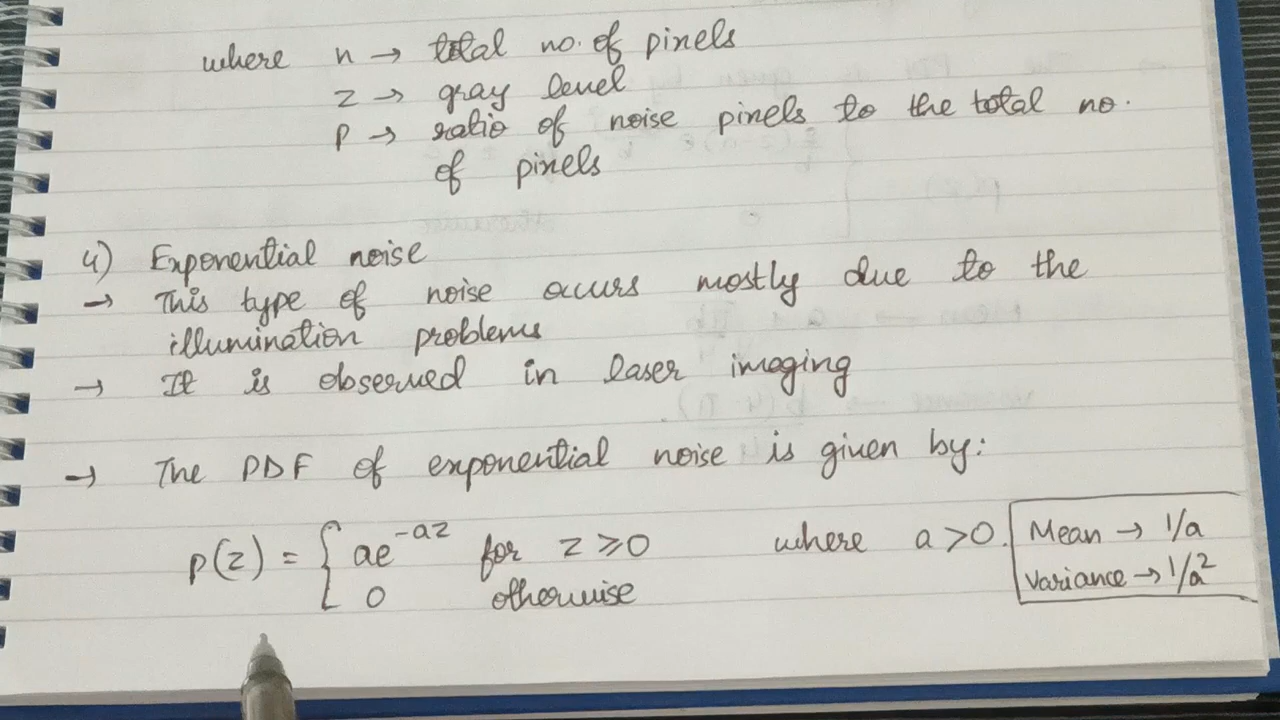 where n → total no. of pixels
z → gray level
P → ratio of noise pixels to the total no.
of pixels
4) Exponential noise
→ This type of noise occurs mostly due to the
illumination problems
→ It is observed in laser imaging
→ The PDF of exponential noise is given by:
p(z) = { ae^-az for z ≥ 0 where a > 0. Mean → 1/a
0 otherwise Variance → 1/a²